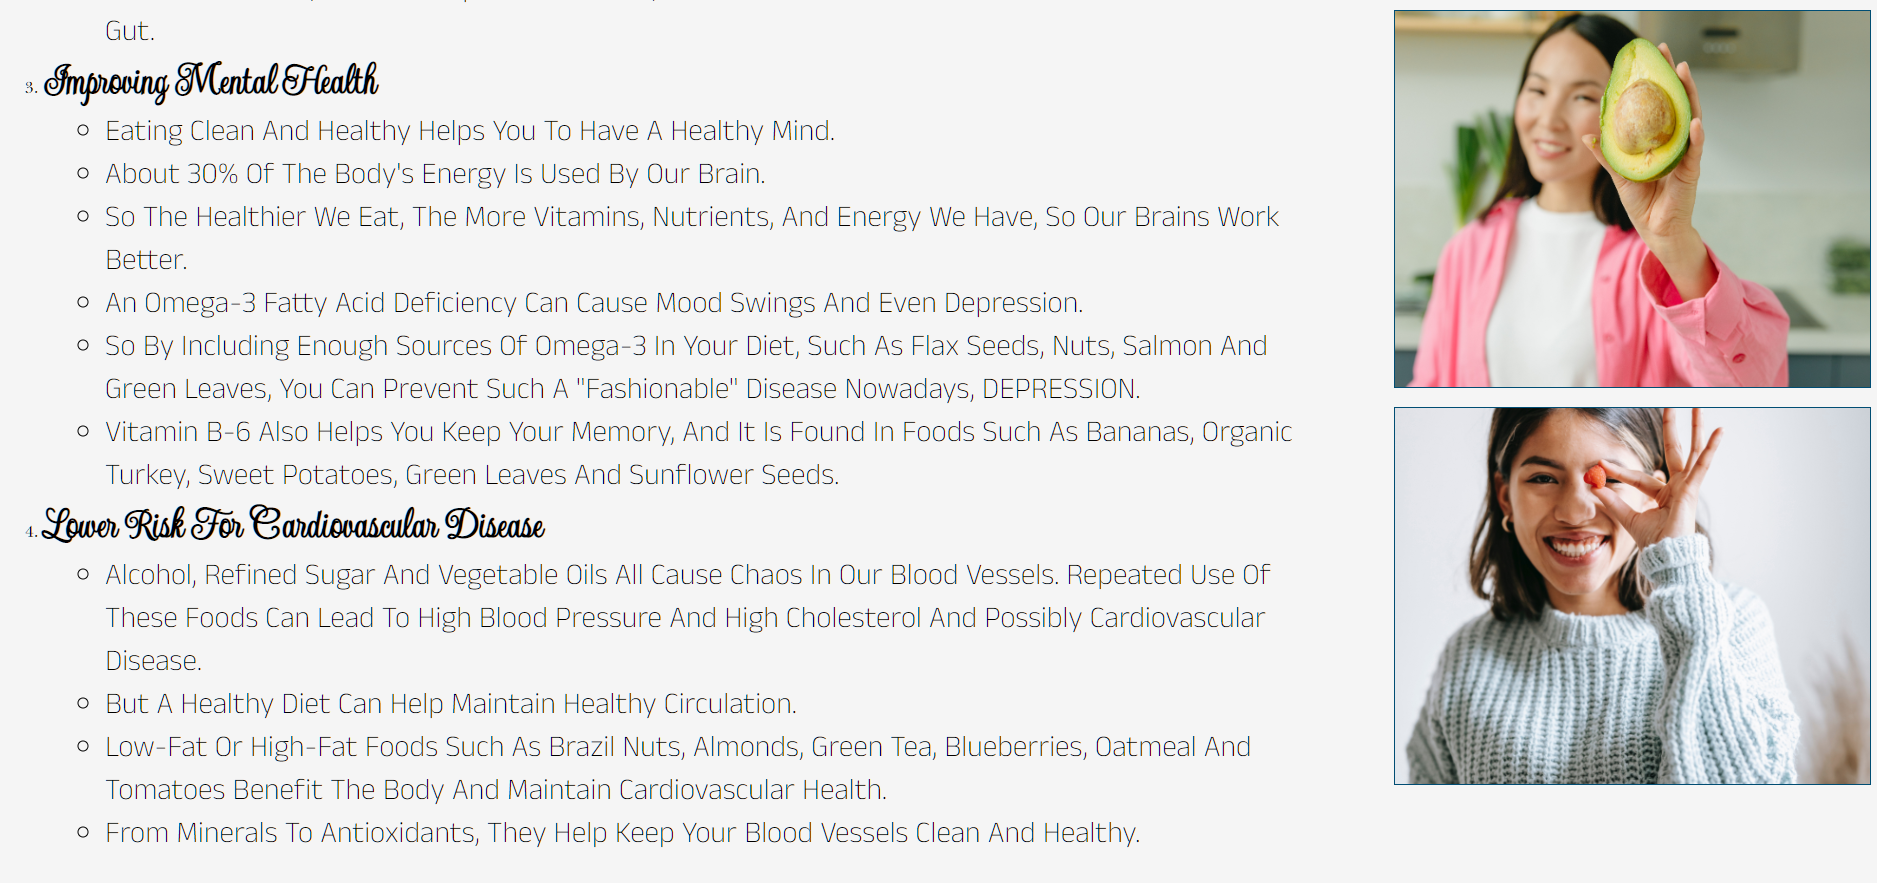 Gut.
3. Improving Mental Health
Eating Clean And Healthy Helps You To Have A Healthy Mind.
About 30% Of The Body's Energy Is Used By Our Brain.
So The Healthier We Eat, The More Vitamins, Nutrients, And Energy We Have, So Our Brains Work
Better.
An Omega-3 Fatty Acid Deficiency Can Cause Mood Swings And Even Depression.
So By Including Enough Sources Of Omega-3 In Your Diet, Such As Flax Seeds, Nuts, Salmon And
Green Leaves, You Can Prevent Such A "Fashionable" Disease Nowadays, DEPRESSION.
Vitamin B-6 Also Helps You Keep Your Memory, And It Is Found In Foods Such As Bananas, Organic
Turkey, Sweet Potatoes, Green Leaves And Sunflower Seeds.
4. Lower Risk For Cardiovascular Disease
Alcohol, Refined Sugar And Vegetable Oils All Cause Chaos In Our Blood Vessels. Repeated Use Of
These Foods Can Lead To High Blood Pressure And High Cholesterol And Possibly Cardiovascular
Disease.
But A Healthy Diet Can Help Maintain Healthy Circulation.
Low-Fat Or High-Fat Foods Such As Brazil Nuts, Almonds, Green Tea, Blueberries, Oatmeal And
Tomatoes Benefit The Body And Maintain Cardiovascular Health.
From Minerals To Antioxidants, They Help Keep Your Blood Vessels Clean And Healthy.